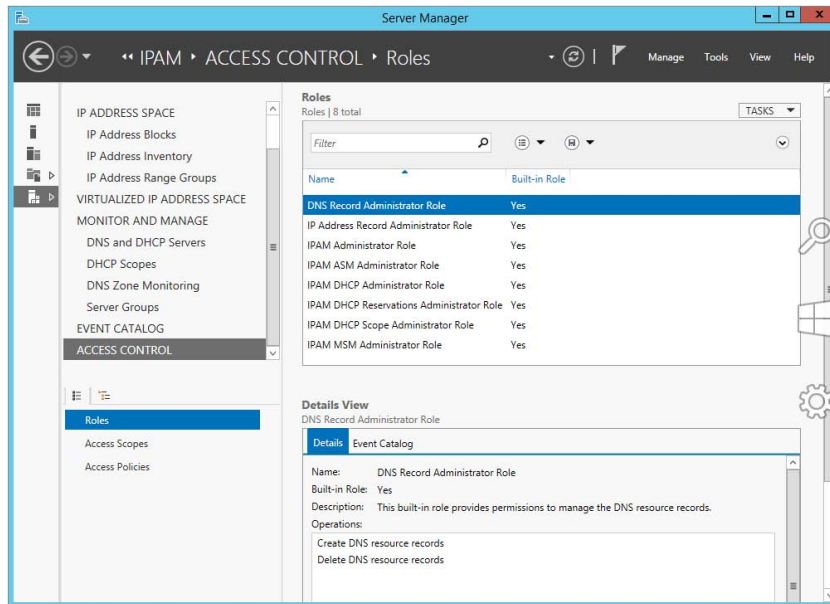 Server Manager
IPAM ▸ ACCESS CONTROL ▸ Roles
Manage Tools View Help
IP ADDRESS SPACE
IP Address Blocks
IP Address Inventory
IP Address Range Groups
VIRTUALIZED IP ADDRESS SPACE
MONITOR AND MANAGE
DNS and DHCP Servers
DHCP Scopes
DNS Zone Monitoring
Server Groups
EVENT CATALOG
ACCESS CONTROL
Roles
Access Scopes
Access Policies
Roles
Roles | 8 total
TASKS
Filter
Name Built-in Role
DNS Record Administrator Role Yes
IP Address Record Administrator Role Yes
IPAM Administrator Role Yes
IPAM ASM Administrator Role Yes
IPAM DHCP Administrator Role Yes
IPAM DHCP Reservations Administrator Role Yes
IPAM DHCP Scope Administrator Role Yes
IPAM MSM Administrator Role Yes
Details View
DNS Record Administrator Role
Details Event Catalog
Name: DNS Record Administrator Role
Built-in Role: Yes
Description: This built-in role provides permissions to manage the DNS resource records.
Operations:
Create DNS resource records
Delete DNS resource records